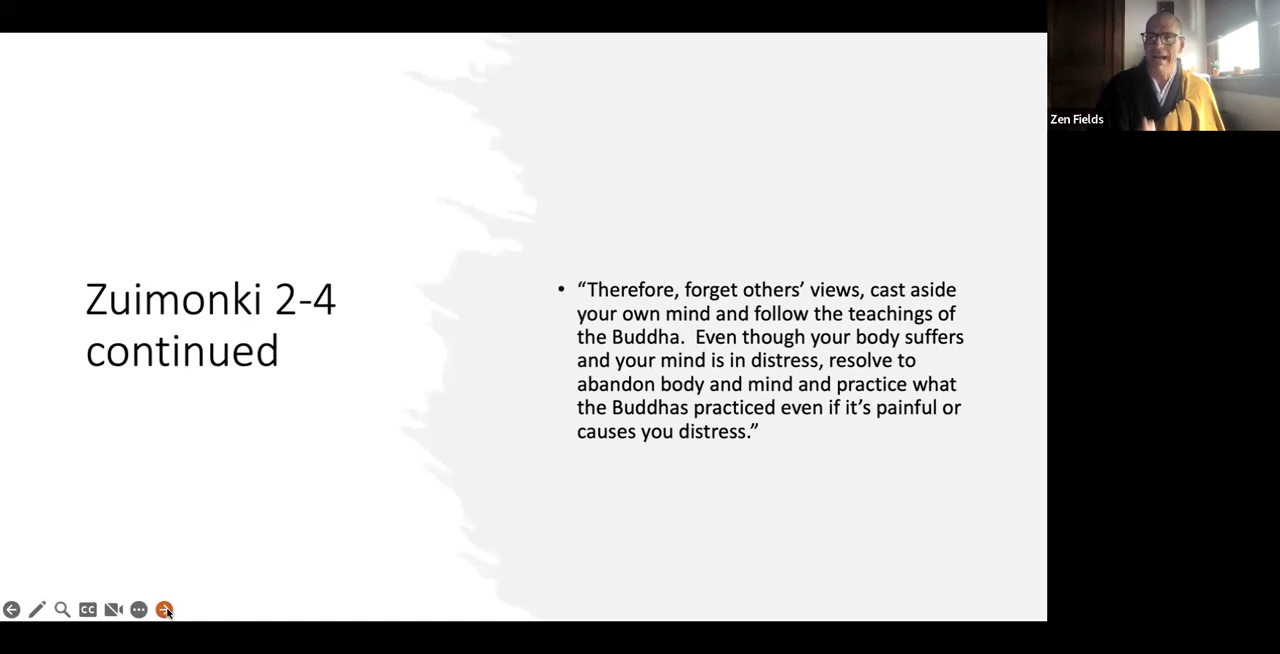 Zuimonki 2-4
continued
• “Therefore, forget others’ views, cast aside
your own mind and follow the teachings of
the Buddha.  Even though your body suffers
and your mind is in distress, resolve to
abandon body and mind and practice what
the Buddhas practiced even if it’s painful or
causes you distress.”
Zen Fields
CC